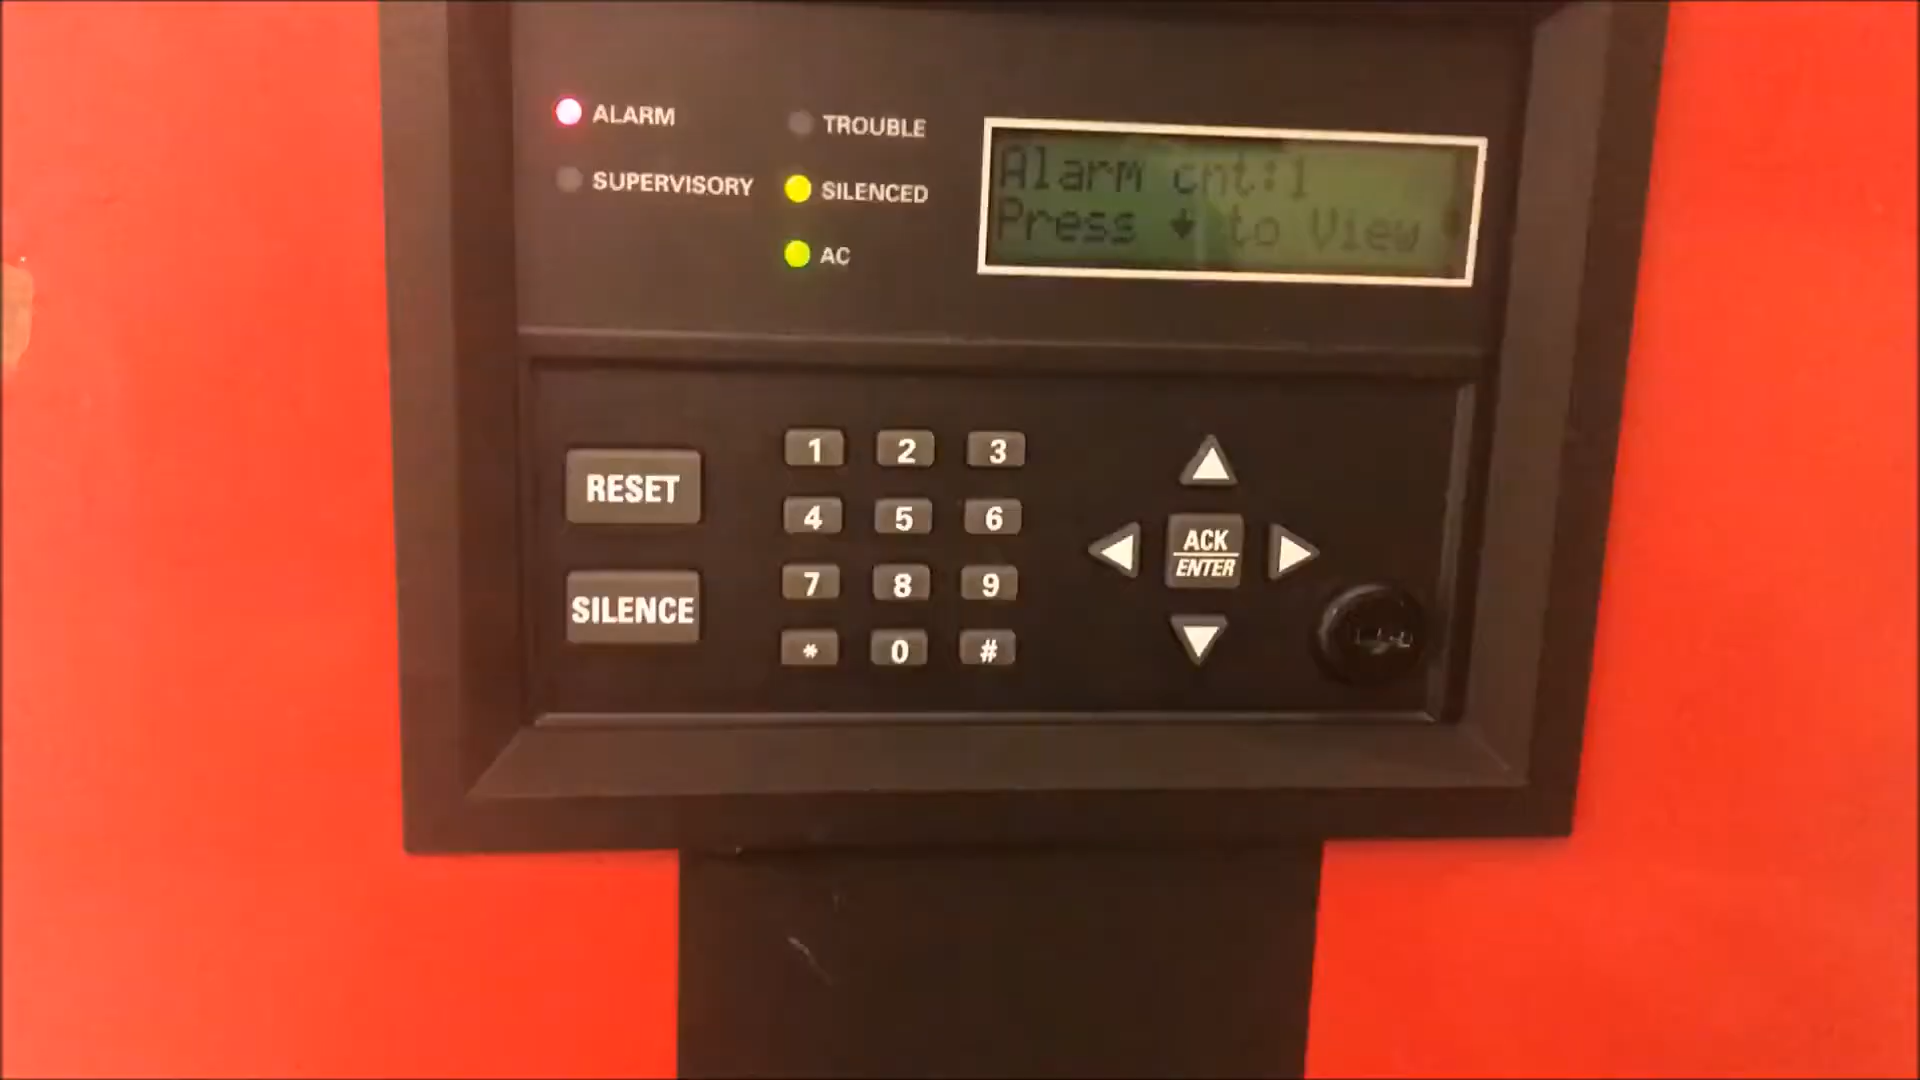 ALARM
TROUBLE
SUPERVISORY
SILENCED
AC
Alarm cnt:1
Press ↓ to View
RESET
SILENCE
1 2 3
4 5 6
7 8 9
* 0 #
ACK
ENTER